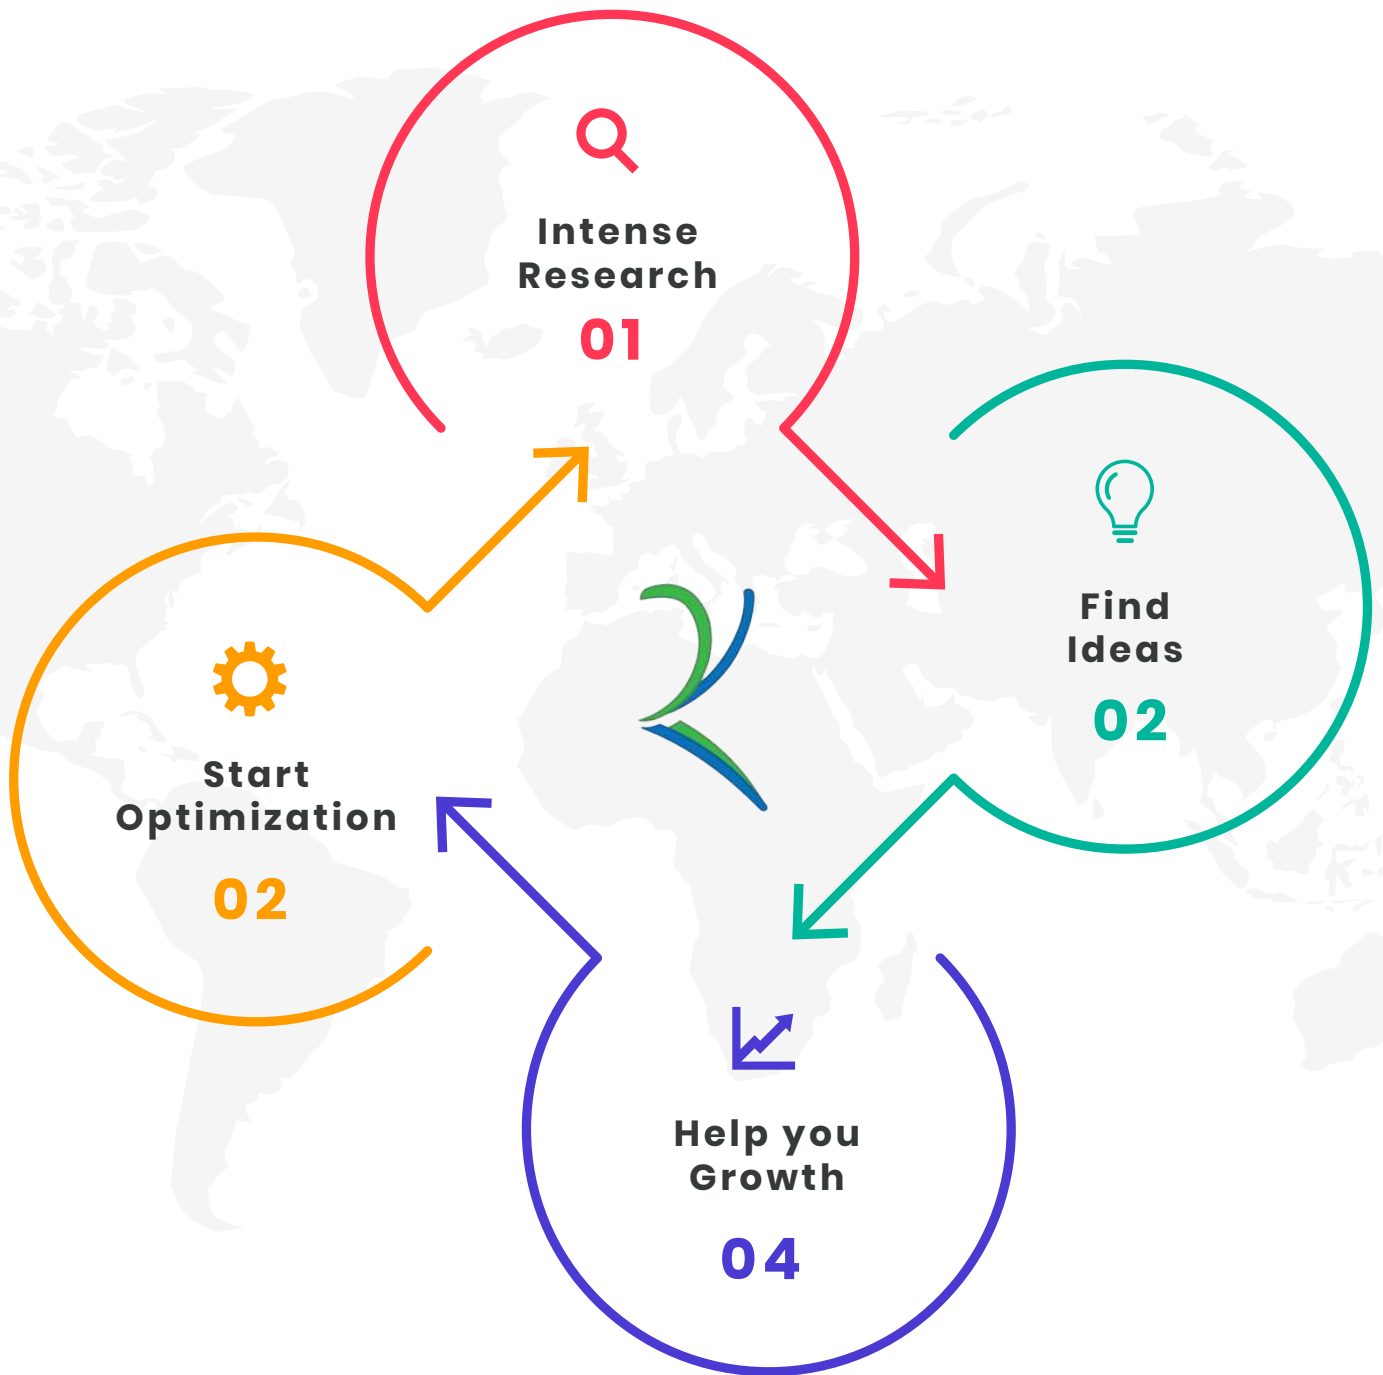 Intense
Research
01
Find
Ideas
02
Start
Optimization
02
Help you
Growth
04